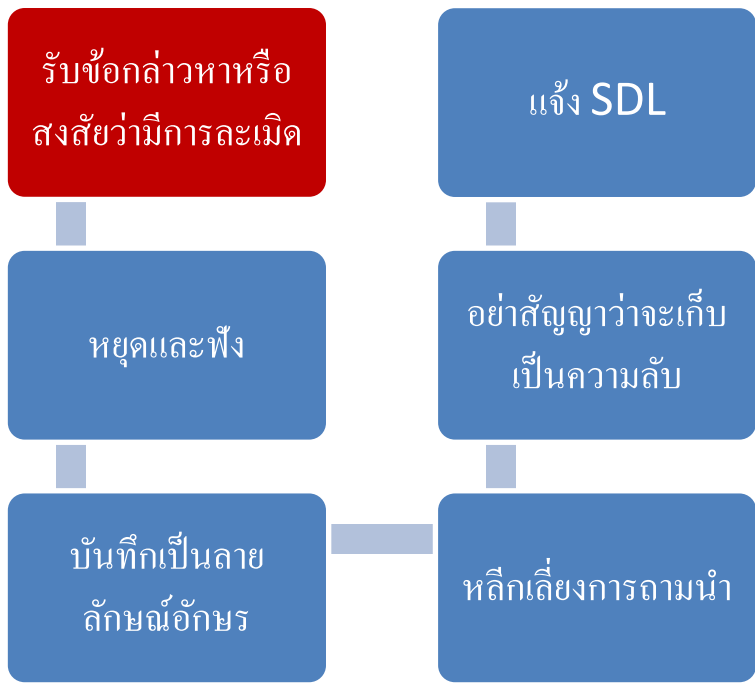 รับข้อกล่าวหาหรือ
สงสัยว่ามีการละเมิด
หยุดและฟัง
บันทึกเป็นลาย
ลักษณ์อักษร
หลีกเลี่ยงการถามนำ
อย่าสัญญาว่าจะเก็บ
เป็นความลับ
แจ้ง SDL